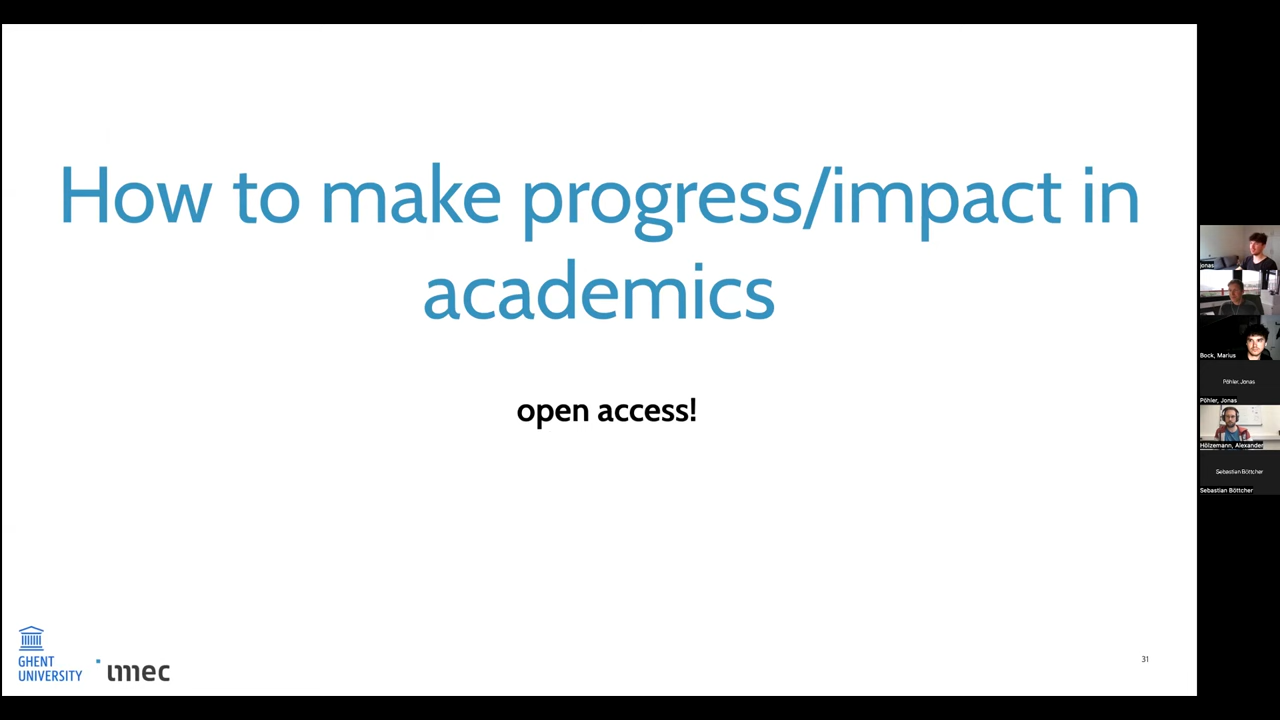 How to make progress/impact in
academics
open access!
GHENT
UNIVERSITY
imec
31
jonas
Bock, Marius
Pöhler, Jonas
Pöhler, Jonas
Hölzemann, Alexander
Sebastian Böttcher
Sebastian Böttcher